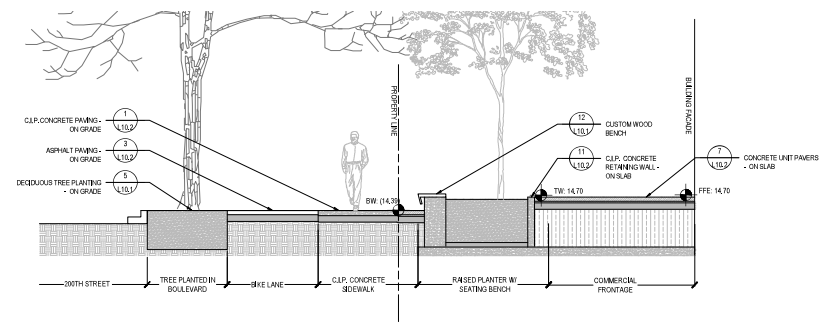 1
L10.2
C.I.P. CONCRETE PAVING -
ON GRADE
3
L10.2
ASPHALT PAVING -
ON GRADE
5
L10.1
DECIDUOUS TREE PLANTING
- ON GRADE
PROPERTY LINE
BW: (14,39)
12
L10.1
CUSTOM WOOD
BENCH
11
L10.2
C.I.P. CONCRETE
RETAINING WALL -
ON SLAB
BUILDING FACADE
7
L10.2
CONCRETE UNIT PAVERS
- ON SLAB
TW: 14,70
FFE: 14,70
200TH STREET
TREE PLANTED IN
BOULEVARD
BIKE LANE
C.I.P. CONCRETE
SIDEWALK
RAISED PLANTER W/
SEATING BENCH
COMMERCIAL
FRONTAGE